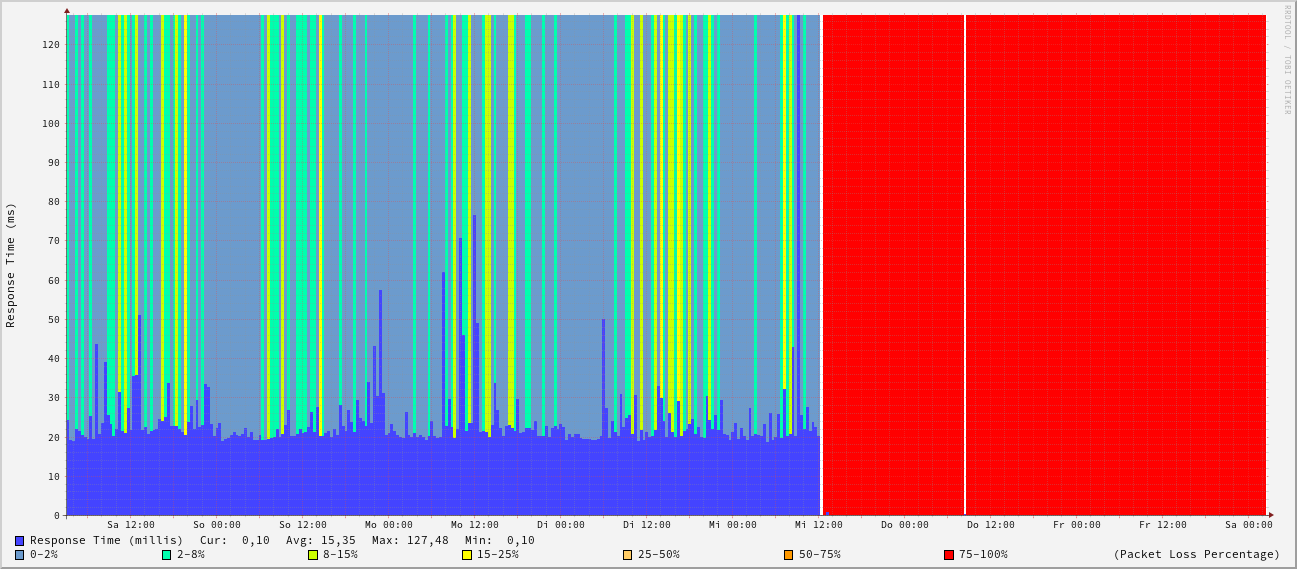 RRDTOOL / TOBI OETIKER
Response Time (ms)
120
110
100
90
80
70
60
50
40
30
20
10
0
Sa 12:00 So 00:00 So 12:00 Mo 00:00 Mo 12:00 Di 00:00 Di 12:00 Mi 00:00 Mi 12:00 Do 00:00 Do 12:00 Fr 00:00 Fr 12:00 Sa 00:00
Response Time (millis) Cur: 0,10 Avg: 15,35 Max: 127,48 Min: 0,10
0-2% 2-8% 8-15% 15-25% 25-50% 50-75% 75-100% (Packet Loss Percentage)